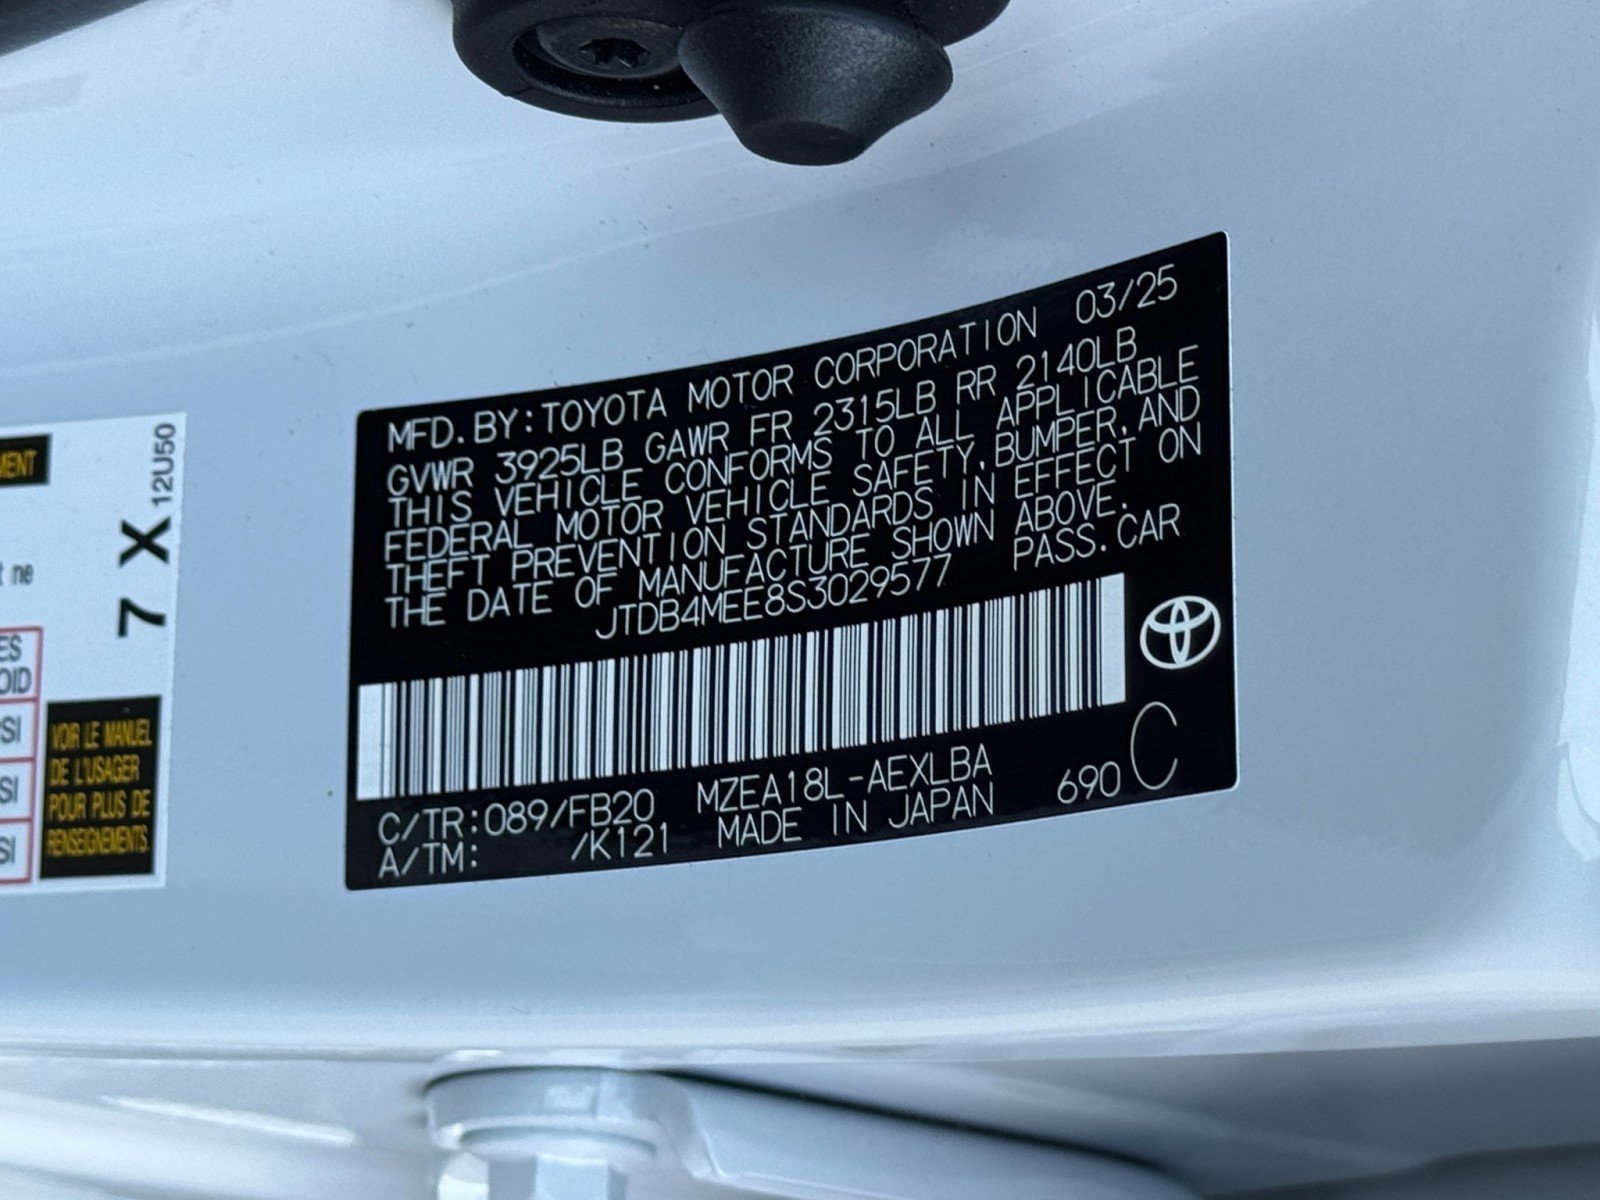 MFD. BY: TOYOTA MOTOR CORPORATION 03/25
GVWR 3925LB GAWR FR 2315LB RR 2140LB
THIS VEHICLE CONFORMS TO ALL APPLICABLE
FEDERAL MOTOR VEHICLE SAFETY, BUMPER, AND
THEFT PREVENTION STANDARDS IN EFFECT ON
THE DATE OF MANUFACTURE SHOWN ABOVE.
JTDB4MEE8S3029577 PASS. CAR
C/TR: 089/FB20 MZEA18L-AEXLBA
A/TM: /K121 MADE IN JAPAN 690 C
7 X 12U50
ne
VOIR LE MANUEL
DE L'USAGER
POUR PLUS DE
RENSEIGNEMENTS.